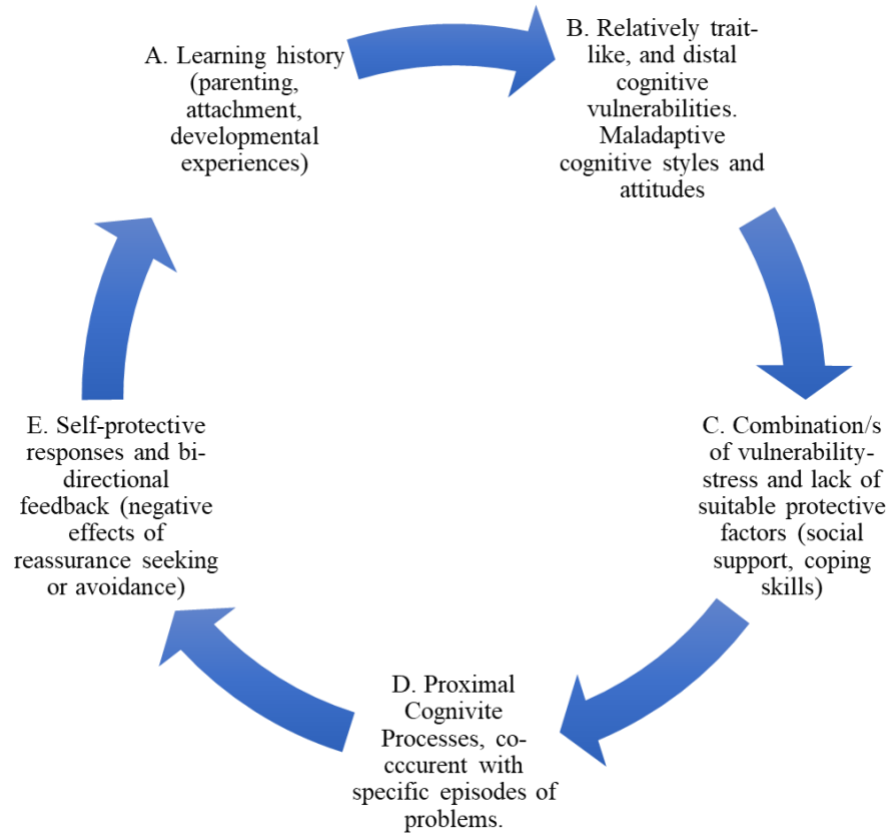 A. Learning history
(parenting,
attachment,
developmental
experiences)
B. Relatively trait-
like, and distal
cognitive
vulnerabilities.
Maladaptive
cognitive styles and
attitudes
C. Combination/s
of vulnerability-
stress and lack of
suitable protective
factors (social
support, coping
skills)
D. Proximal
Cognivite
Processes, co-
cccurent with
specific episodes of
problems.
E. Self-protective
responses and bi-
directional
feedback (negative
effects of
reassurance seeking
or avoidance)